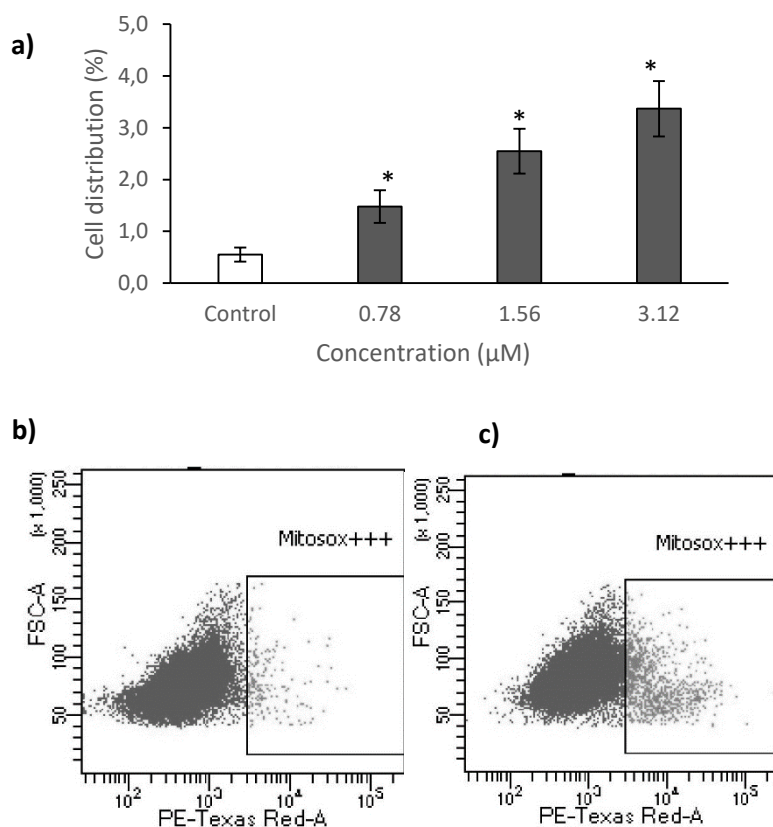 a)
Cell distribution (%)
5,0
4,0
3,0
2,0
1,0
0,0
* * *
Control 0.78 1.56 3.12
Concentration (µM)
b)
FSC-A (x 1,000)
250
200
150
100
50
Mitosox+++
10² 10³ 10⁴ 10⁵
PE-Texas Red-A
c)
FSC-A (x 1,000)
250
200
150
100
50
Mitosox+++
10² 10³ 10⁴ 10⁵
PE-Texas Red-A